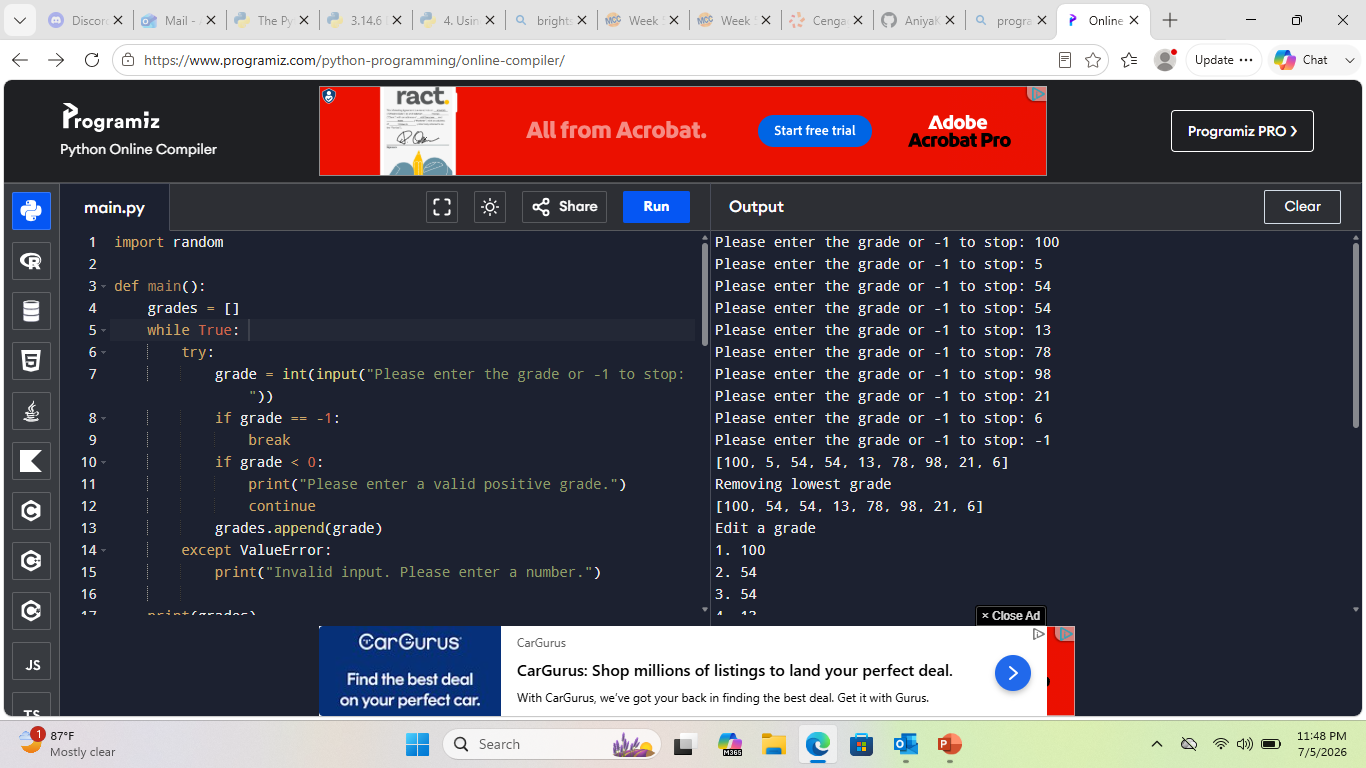 Discord
Mail - A
The Py
3.14.6
4. Usin
brights
Week
Week
Cenga
AniyaK
progra
Online
https://www.programiz.com/python-programming/online-compiler/
Update
Chat
Programiz
Python Online Compiler
ract.
All from Acrobat.
Start free trial
Adobe
Acrobat Pro
Programiz PRO >
main.py
Share
Run
Output
Clear
1 import random
2
3 def main():
4 grades = []
5 while True:
6 try:
7 grade = int(input("Please enter the grade or -1 to stop:
"))
8 if grade == -1:
9 break
10 if grade < 0:
11 print("Please enter a valid positive grade.")
12 continue
13 grades.append(grade)
14 except ValueError:
15 print("Invalid input. Please enter a number.")
16
17 print(grades)
Please enter the grade or -1 to stop: 100
Please enter the grade or -1 to stop: 5
Please enter the grade or -1 to stop: 54
Please enter the grade or -1 to stop: 54
Please enter the grade or -1 to stop: 13
Please enter the grade or -1 to stop: 78
Please enter the grade or -1 to stop: 98
Please enter the grade or -1 to stop: 21
Please enter the grade or -1 to stop: 6
Please enter the grade or -1 to stop: -1
[100, 5, 54, 54, 13, 78, 98, 21, 6]
Removing lowest grade
[100, 54, 54, 13, 78, 98, 21, 6]
Edit a grade
1. 100
2. 54
3. 54
4. 13
× Close Ad
JS
TS
CarGurus
Find the best deal
on your perfect car.
CarGurus
CarGurus: Shop millions of listings to land your perfect deal.
With CarGurus, we've got your back in finding the best deal. Get it with Gurus.
1
87°F
Mostly clear
Search
M365
11:48 PM
7/5/2026